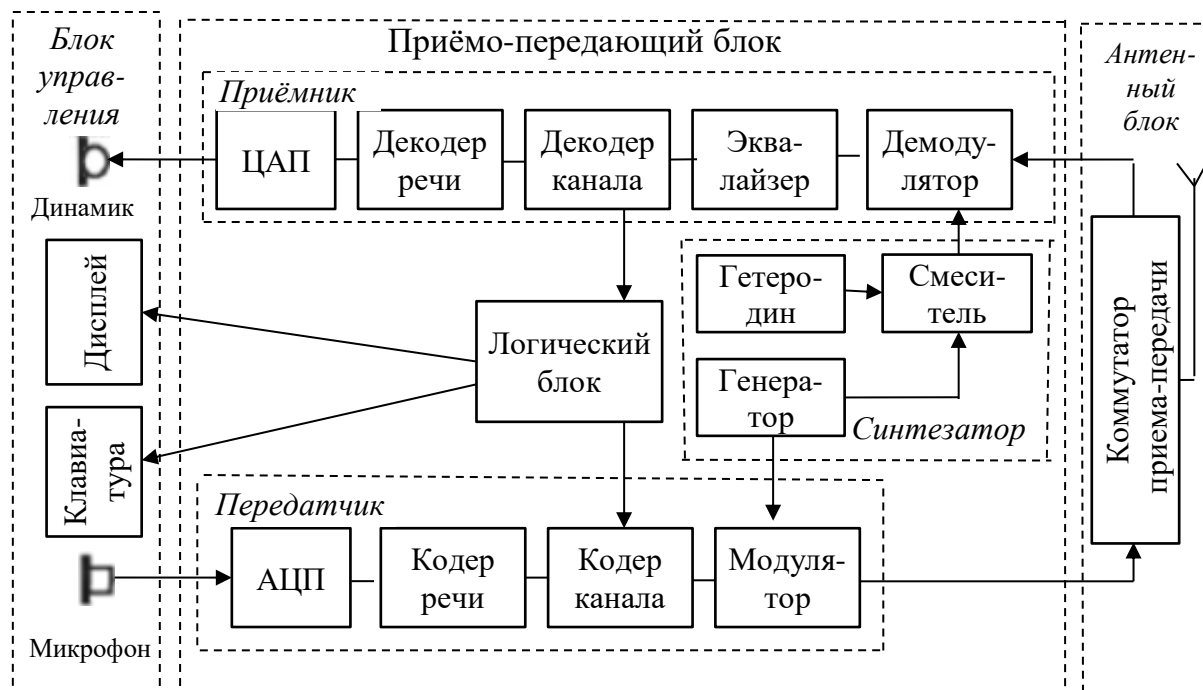 Блок
управ-
ления
Динамик
Дисплей
Клавиа-
тура
Микрофон
Приёмо-передающий блок
Приёмник
ЦАП
Декодер
речи
Декодер
канала
Эква-
лайзер
Демоду-
лятор
Гетеро-
дин
Смеси-
тель
Генера-
тор
Синтезатор
Логический
блок
Передатчик
АЦП
Кодер
речи
Кодер
канала
Модуля-
тор
Антен-
ный
блок
Коммутатор
приема-передачи